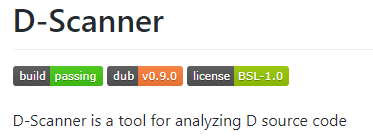 D-Scanner
build passing dub v0.9.0 license BSL-1.0
D-Scanner is a tool for analyzing D source code